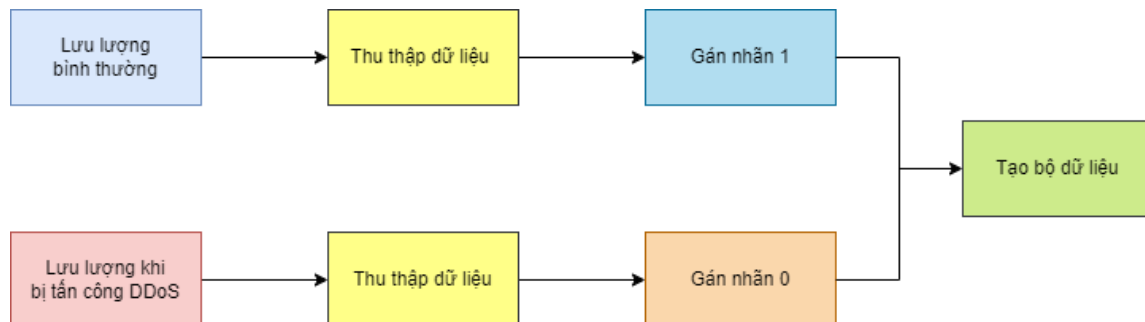 Lưu lượng
bình thường
Thu thập dữ liệu
Gán nhãn 1
Tạo bộ dữ liệu
Lưu lượng khi
bị tấn công DDoS
Thu thập dữ liệu
Gán nhãn 0